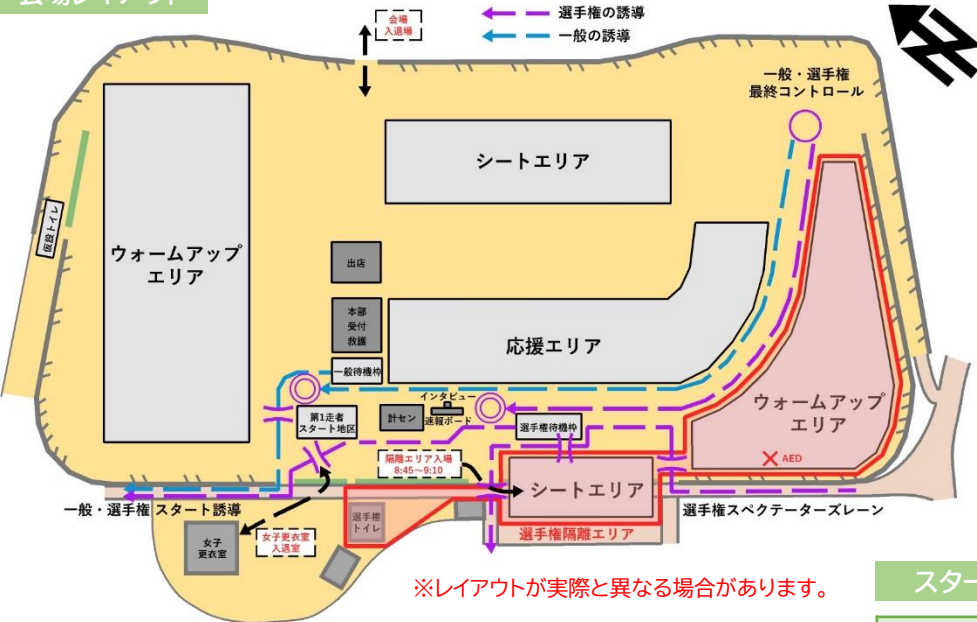 会場レイアウト
会場
入退場
選手権の誘導
一般の誘導
一般・選手権
最終コントロール
シートエリア
仮設トイレ
ウォームアップ
エリア
出店
本部
受付
救護
応援エリア
一般待機枠
インタビュー
第1走者
スタート地区
計セン
速報ボード
選手権待機枠
ウォームアップ
エリア
AED
隔離エリア入場
8:45～9:10
シートエリア
一般・選手権 スタート誘導
選手権スペクテーターズレーン
選手権
トイレ
選手権隔離エリア
女子
更衣室
女子更衣室
入退室
※レイアウトが実際と異なる場合があります。
スター